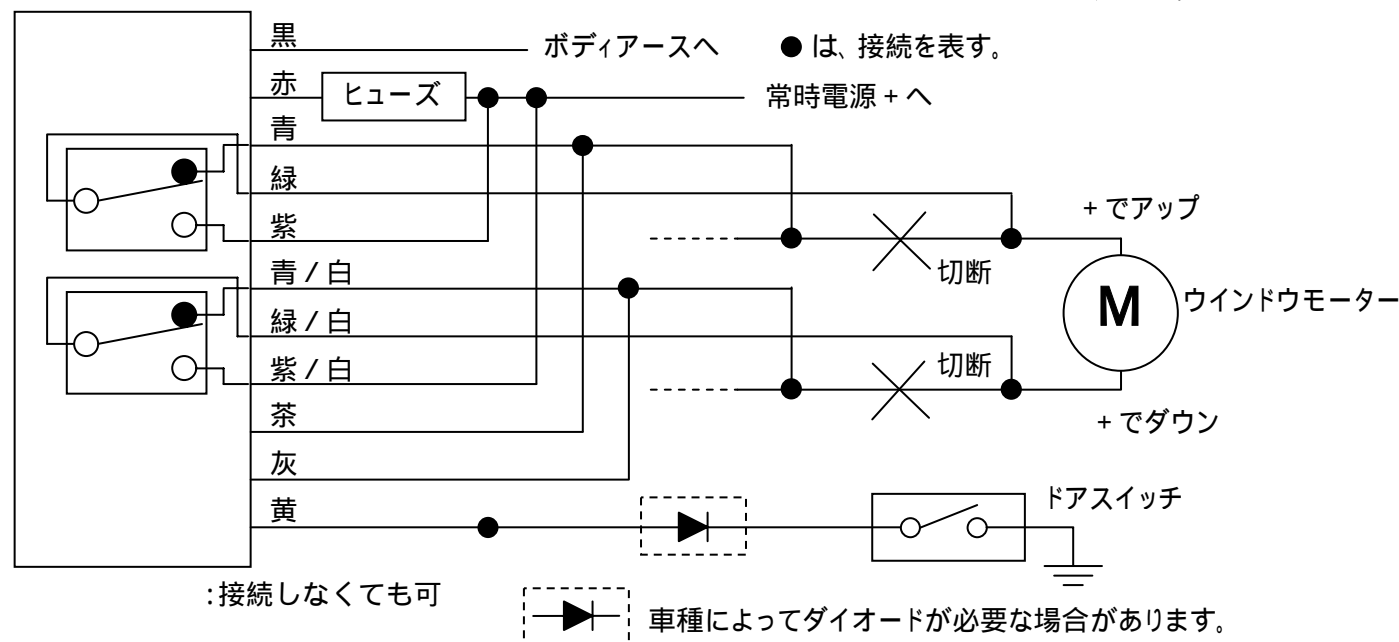 黒
ボディアースへ
●は、接続を表す。
赤
ヒューズ
常時電源 + へ
青
緑
紫
+ でアップ
切断
M
ウインドウモーター
青 / 白
緑 / 白
紫 / 白
切断
+ でダウン
茶
灰
黄
ドアスイッチ
:接続しなくても可
車種によってダイオードが必要な場合があります。